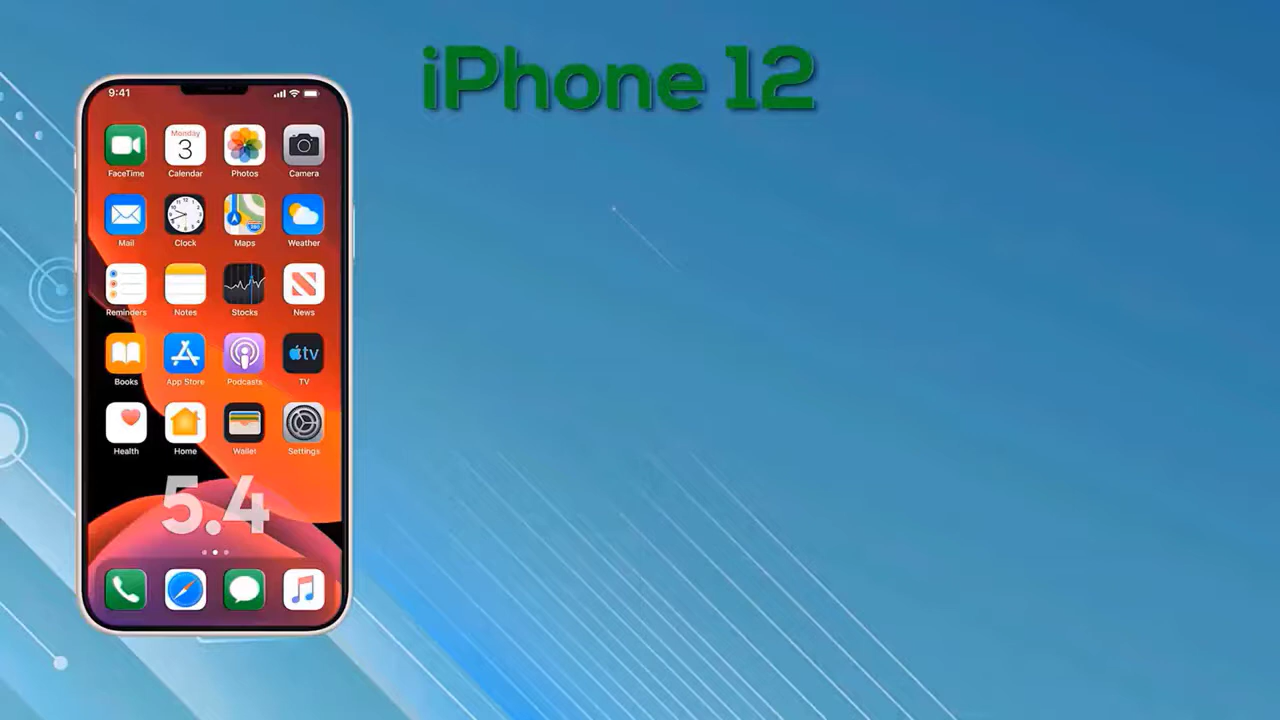 iPhone 12
9:41
FaceTime
Monday
3
Calendar
Photos
Camera
Mail
Clock
Maps
Weather
Reminders
Notes
Stocks
News
Books
App Store
Podcasts
tv
TV
Health
Home
Wallet
Settings
5.4